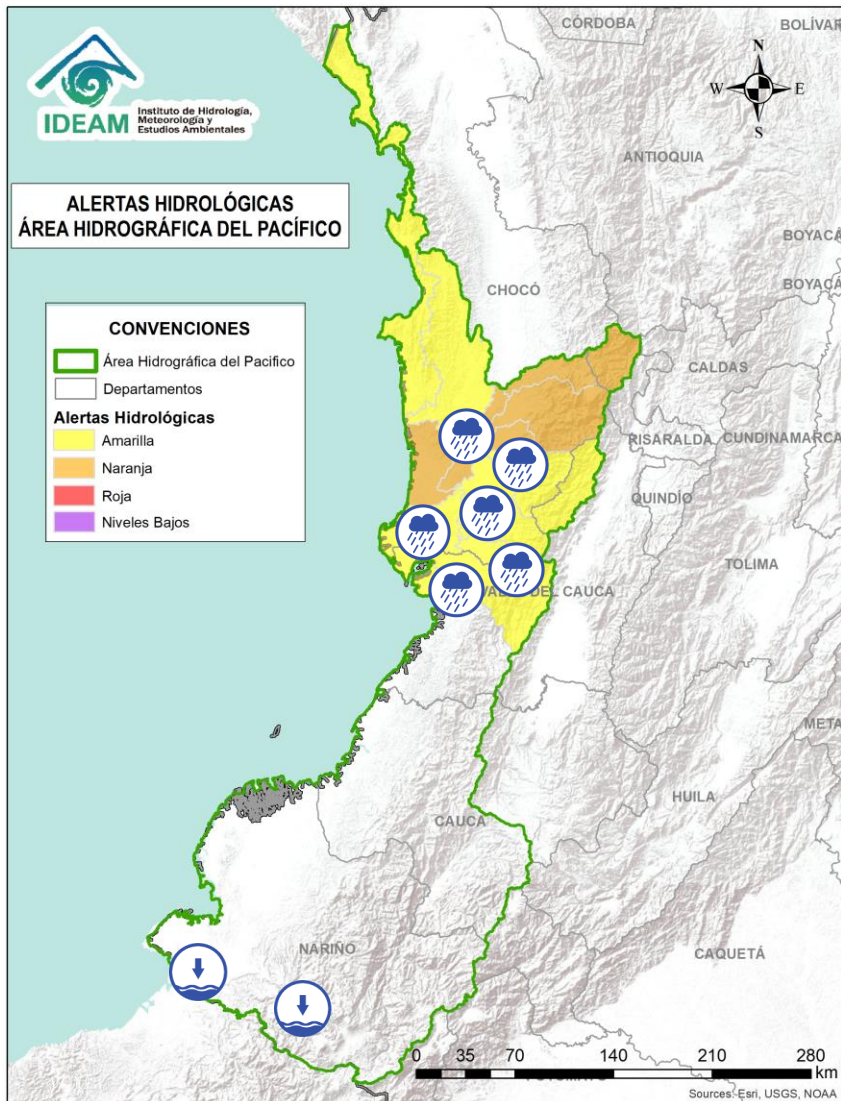 CÓRDOBA
BOLÍVAR
N
W
E
S
IDEAM
Instituto de Hidrología,
Meteorología y
Estudios Ambientales
ANTIOQUIA
ALERTAS HIDROLÓGICAS
ÁREA HIDROGRÁFICA DEL PACÍFICO
BOYACÁ
BOYACÁ
CHOCÓ
CONVENCIONES
Área Hidrográfica del Pacifico
Departamentos
Alertas Hidrológicas
Amarilla
Naranja
Roja
Niveles Bajos
CALDAS
RISARALDA
CUNDINAMARCA
QUINDÍO
TOLIMA
DEL CAUCA
META
HUILA
CAUCA
NARIÑO
CAQUETÁ
0 35 70 140 210 280
km
Sources: Esri, USGS, NOAA